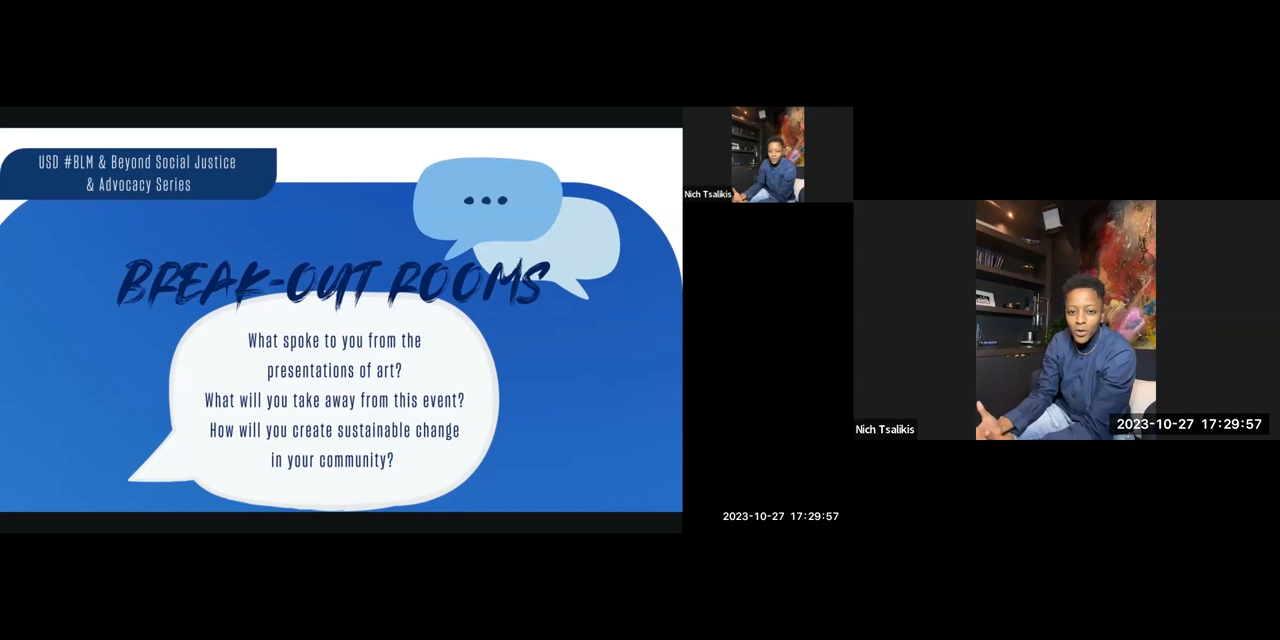 USD #BLM & Beyond Social Justice
& Advocacy Series
BREAK-OUT ROOMS
What spoke to you from the
presentations of art?
What will you take away from this event?
How will you create sustainable change
in your community?
Nich Tsalikis
2023-10-27 17:29:57
Nich Tsalikis
2023-10-27 17:29:57